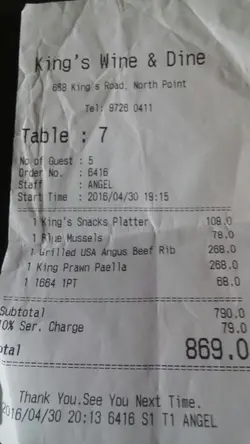 King's Wine & Dine
688 King's Road, North Point
Tel: 9726 0411
Table : 7
No of Guest : 5
Order No. : 6416
Staff : ANGEL
Start Time : 2016/04/30 19:15
1 King's Snacks Platter 108.0
1 Blue Mussels 78.0
1 Grilled USA Angus Beef Rib 268.0
1 King Prawn Paella 268.0
1 1664 1PT 68.0
Subtotal 790.0
10% Ser. Charge 79.0
otal 869.0
Thank You.See You Next Time.
2016/04/30 20:13 6416 S1 T1 ANGEL